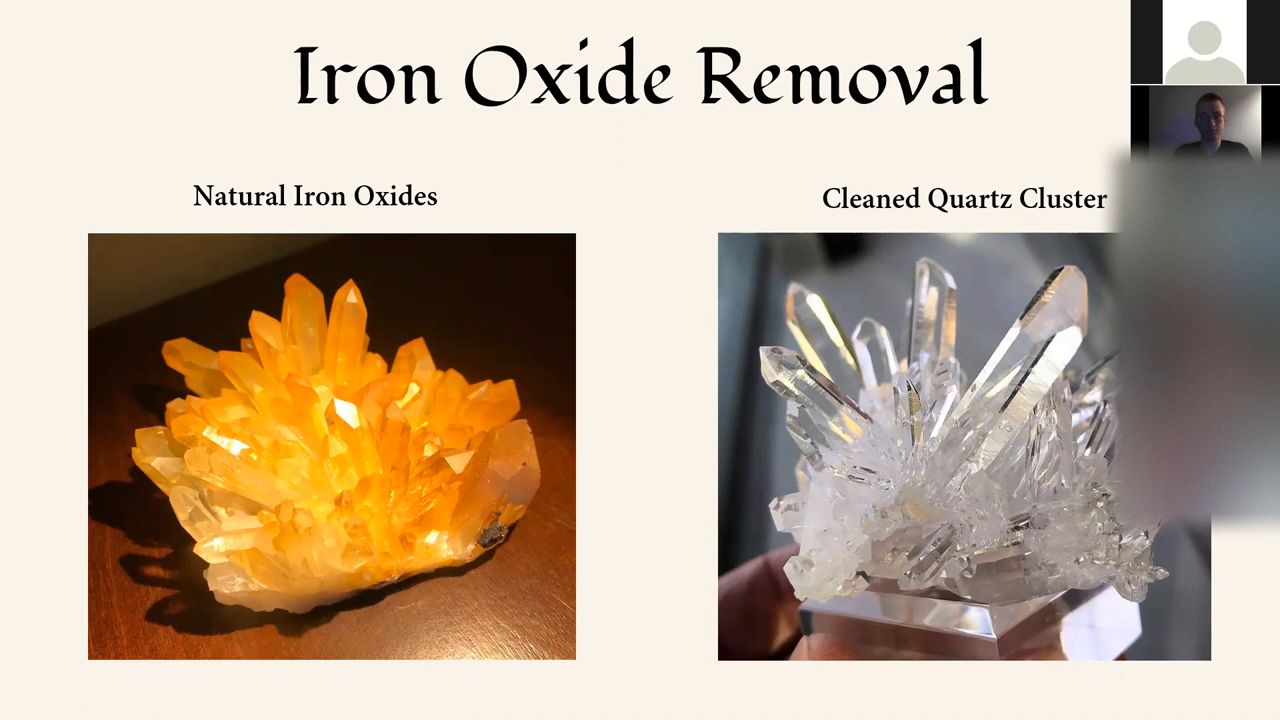 Iron Oxide Removal
Natural Iron Oxides
Cleaned Quartz Cluster